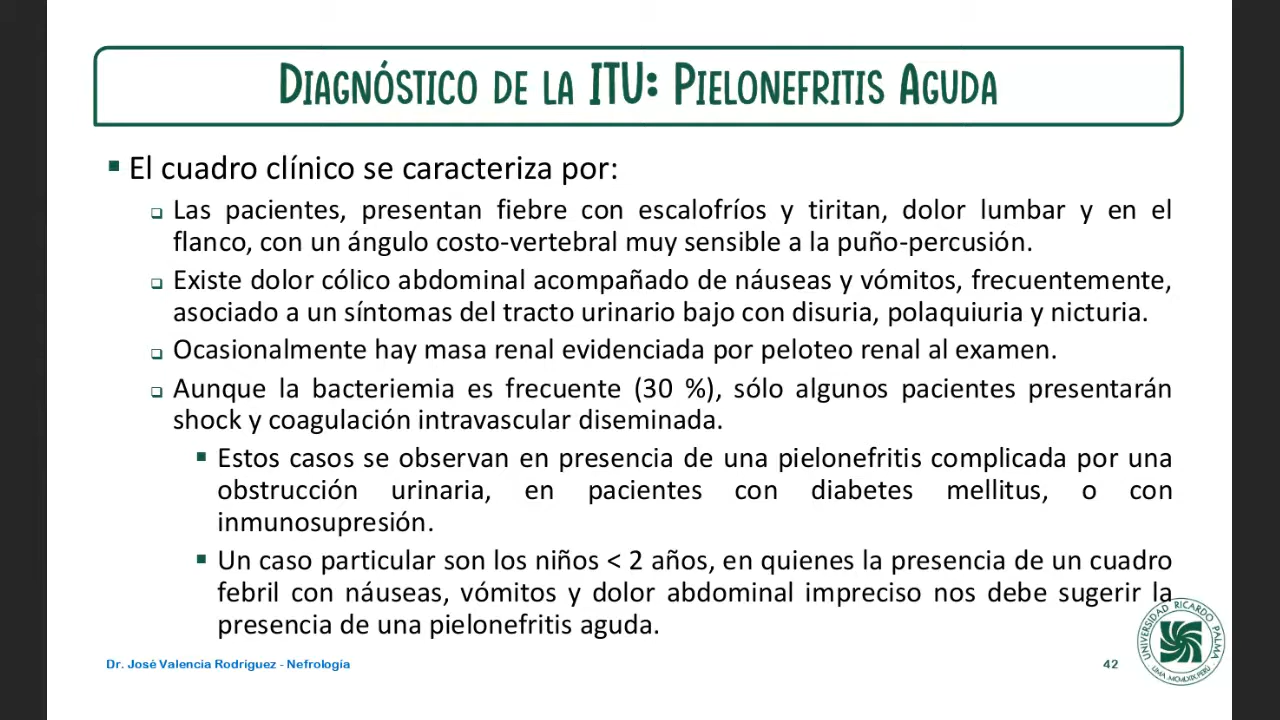 DIAGNÓSTICO DE LA ITU: PIELONEFRITIS AGUDA
▪ El cuadro clínico se caracteriza por:
❑ Las pacientes, presentan fiebre con escalofríos y tiritan, dolor lumbar y en el
flanco, con un ángulo costo-vertebral muy sensible a la puño-percusión.
❑ Existe dolor cólico abdominal acompañado de náuseas y vómitos, frecuentemente,
asociado a un síntomas del tracto urinario bajo con disuria, polaquiuria y nicturia.
❑ Ocasionalmente hay masa renal evidenciada por peloteo renal al examen.
❑ Aunque la bacteriemia es frecuente (30 %), sólo algunos pacientes presentarán
shock y coagulación intravascular diseminada.
▪ Estos casos se observan en presencia de una pielonefritis complicada por una
obstrucción urinaria, en pacientes con diabetes mellitus, o con
inmunosupresión.
▪ Un caso particular son los niños < 2 años, en quienes la presencia de un cuadro
febril con náuseas, vómitos y dolor abdominal impreciso nos debe sugerir la
presencia de una pielonefritis aguda.
Dr. José Valencia Rodríguez - Nefrología
42
UNIVERSIDAD RICARDO PALMA